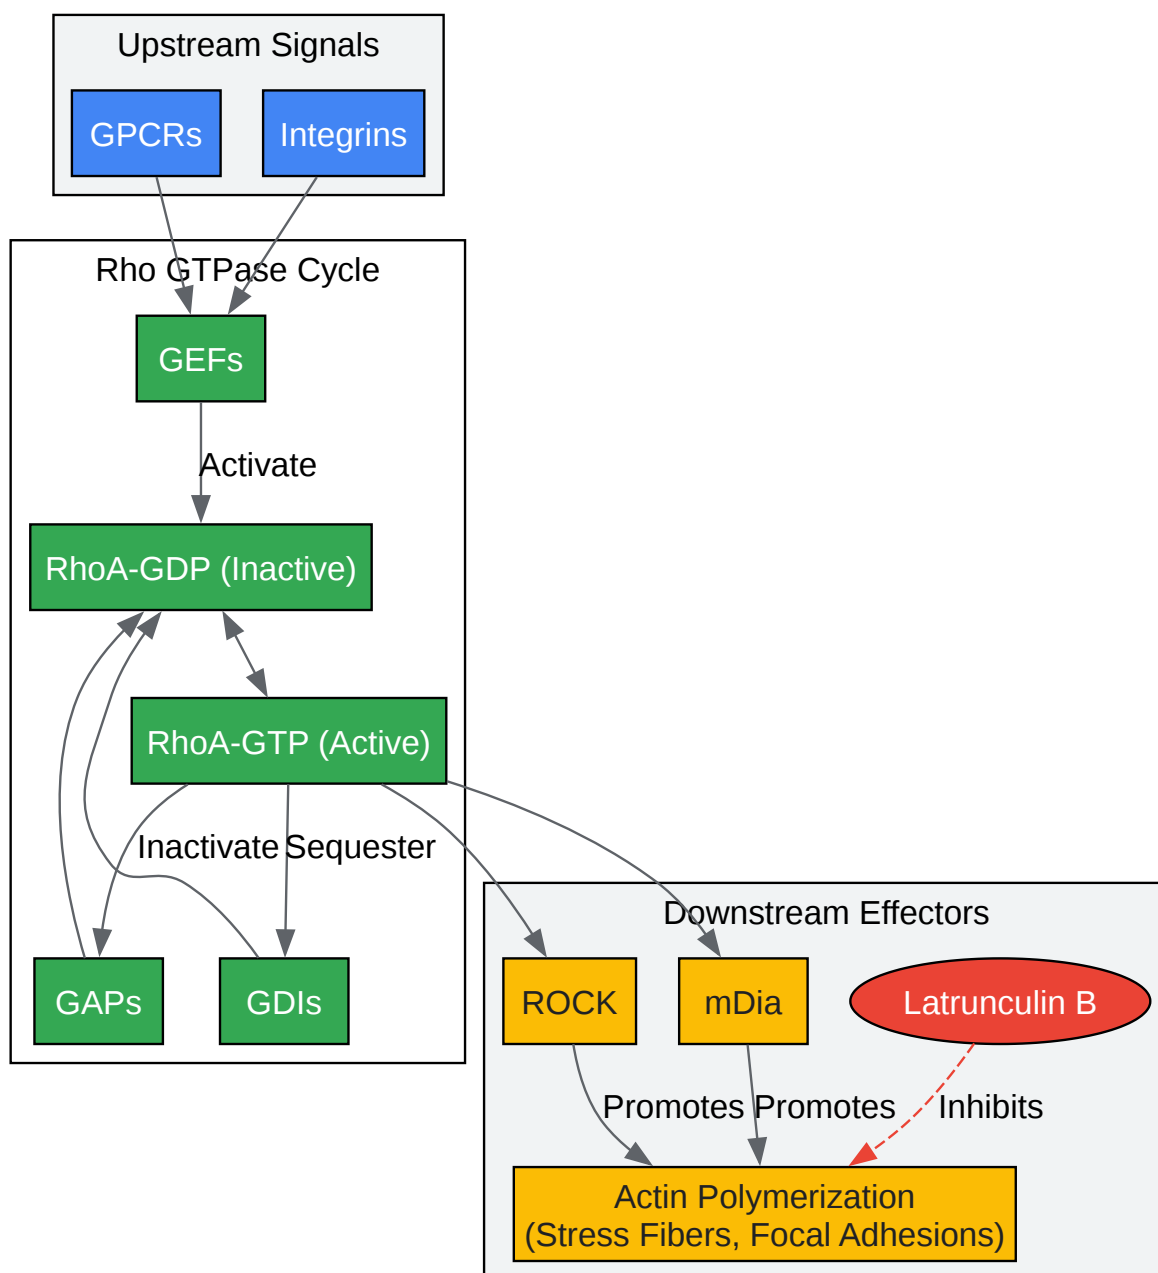 Upstream Signals
GPCRs
Integrins
Rho GTPase Cycle
GEFs
Activate
RhoA-GDP (Inactive)
RhoA-GTP (Active)
Inactivate
Sequester
GAPs
GDIs
Downstream Effectors
ROCK
mDia
Latrunculin B
Promotes
Promotes
Inhibits
Actin Polymerization
(Stress Fibers, Focal Adhesions)